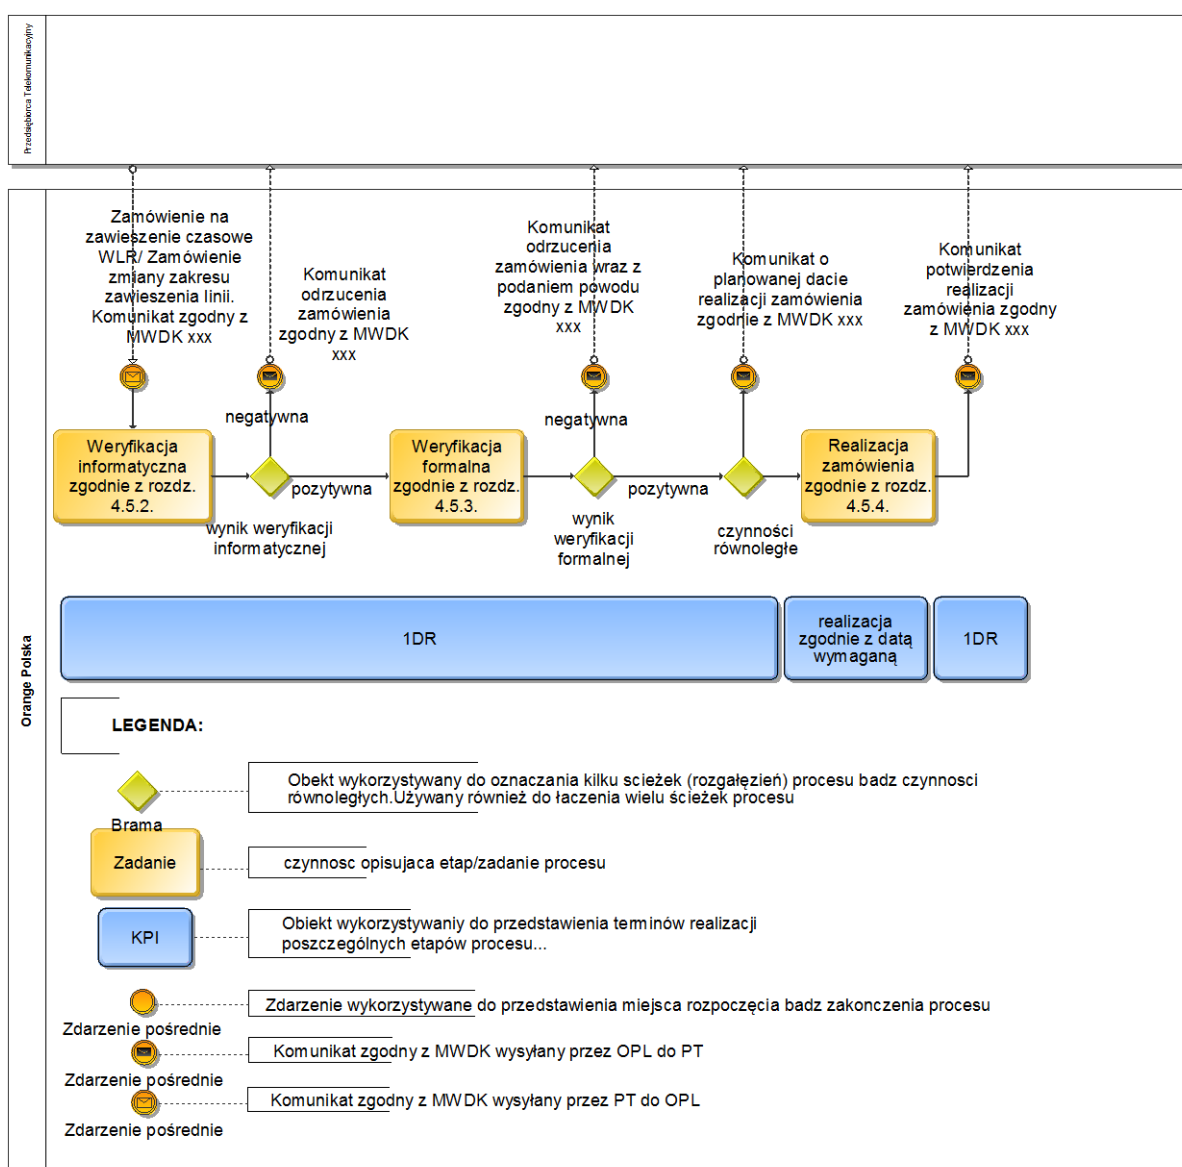 Przedsiębiorca Telekomunikacyjny
Orange Polska
Zamówienie na
zawieszenie czasowe
WLR/ Zamówienie
zmiany zakresu
zawieszenia linii.
Komunikat zgodny z
MWDK xxx
Komunikat
odrzucenia
zamówienia
zgodny z MWDK
xxx
Komunikat
odrzucenia
zamówienia wraz z
podaniem powodu
zgodny z MWDK
xxx
Komunikat o
planowanej dacie
realizacji zamówienia
zgodnie z MWDK xxx
Komunikat
potwierdzenia
realizacji
zamówienia zgodny
z MWDK xxx
negatywna
negatywna
Weryfikacja
informatyczna
zgodnie z rozdz.
4.5.2.
pozytywna
wynik weryfikacji
informatycznej
Weryfikacja
formalna
zgodnie z rozdz.
4.5.3.
pozytywna
wynik
weryfikacji
formalnej
czynności
równoległe
Realizacja
zamówienia
zgodnie z rozdz.
4.5.4.
1DR
realizacja
zgodnie z datą
wymaganą
1DR
LEGENDA:
Brama
Obekt wykorzystywany do oznaczania kilku scieżek (rozgałęzień) procesu badz czynnosci
równoległych.Używany również do łaczenia wielu ścieżek procesu
Zadanie
czynnosc opisujaca etap/zadanie procesu
KPI
Obiekt wykorzystywaniy do przedstawienia terminów realizacji
poszczególnych etapów procesu...
Zdarzenie wykorzystywane do przedstawienia miejsca rozpoczęcia badz zakonczenia procesu
Zdarzenie pośrednie
Komunikat zgodny z MWDK wysyłany przez OPL do PT
Zdarzenie pośrednie
Komunikat zgodny z MWDK wysyłany przez PT do OPL
Zdarzenie pośrednie